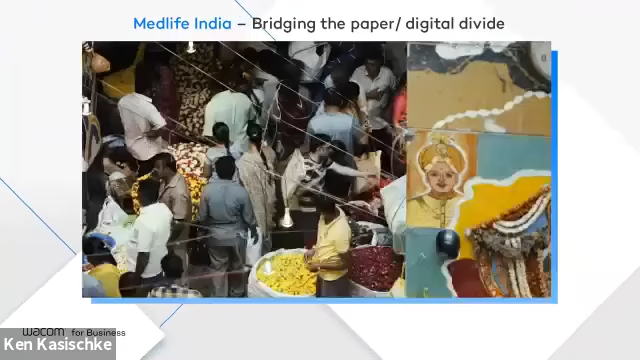 Medlife India – Bridging the paper/ digital divide
wacom for Business
Ken Kasischke